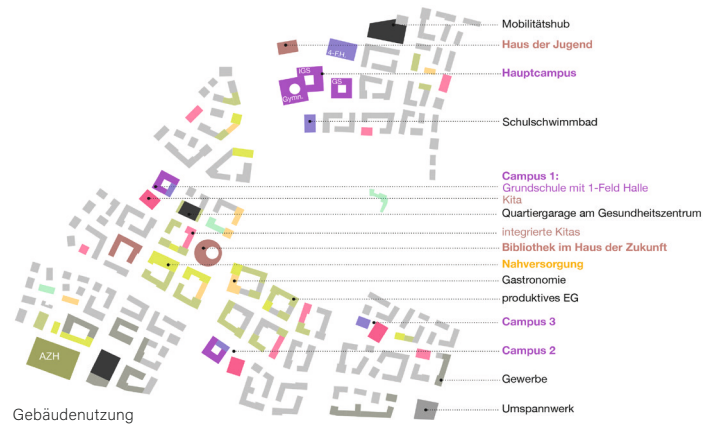 Mobilitätshub
Haus der Jugend
4-FH
Hauptcampus
IGS
GS
Gymn.
Schulschwimmbad
Campus 1:
Grundschule mit 1-Feld Halle
Kita
Quartiergarage am Gesundheitszentrum
integrierte Kitas
Bibliothek im Haus der Zukunft
Nahversorgung
Gastronomie
produktives EG
Campus 3
Campus 2
AZH
Gewerbe
Umspannwerk
Gebäudenutzung